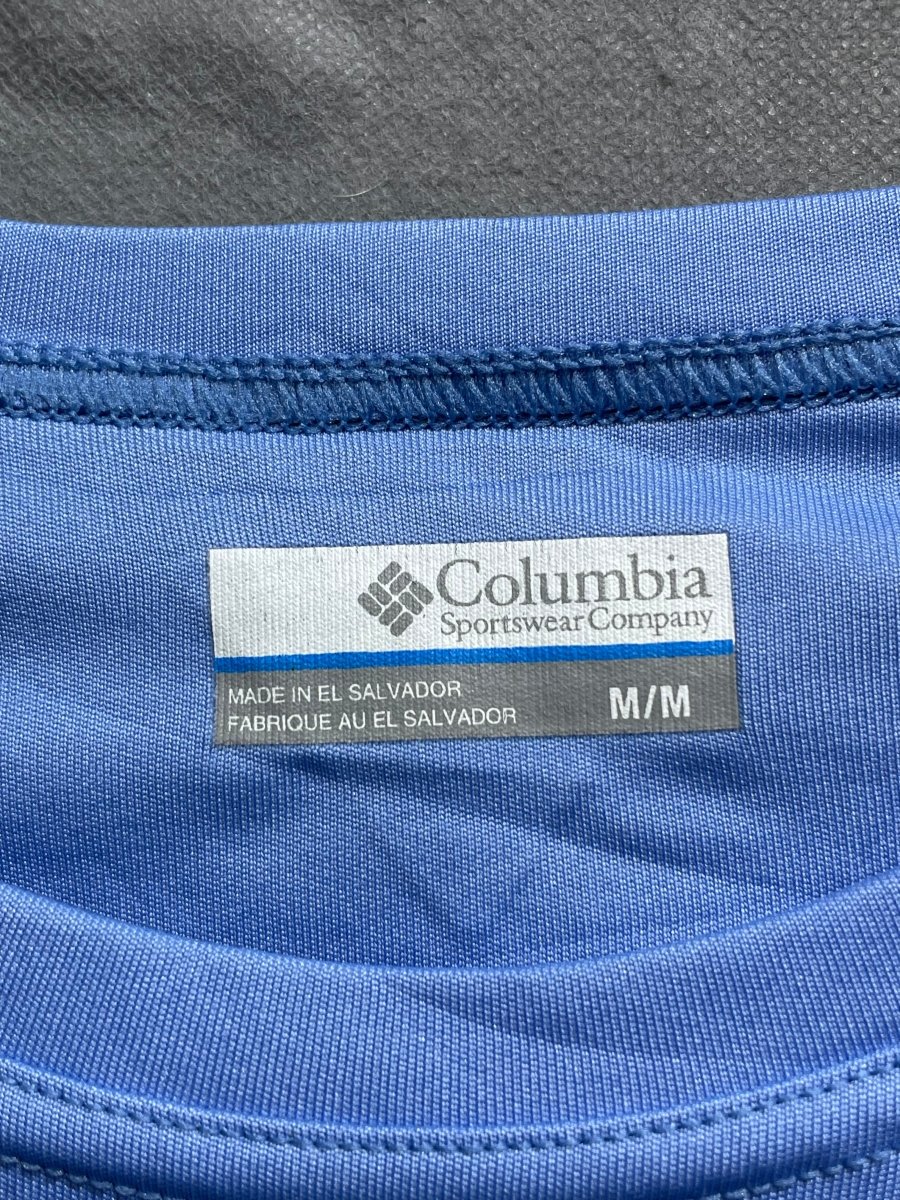 Columbia
Sportswear Company
MADE IN EL SALVADOR
FABRIQUE AU EL SALVADOR
M/M